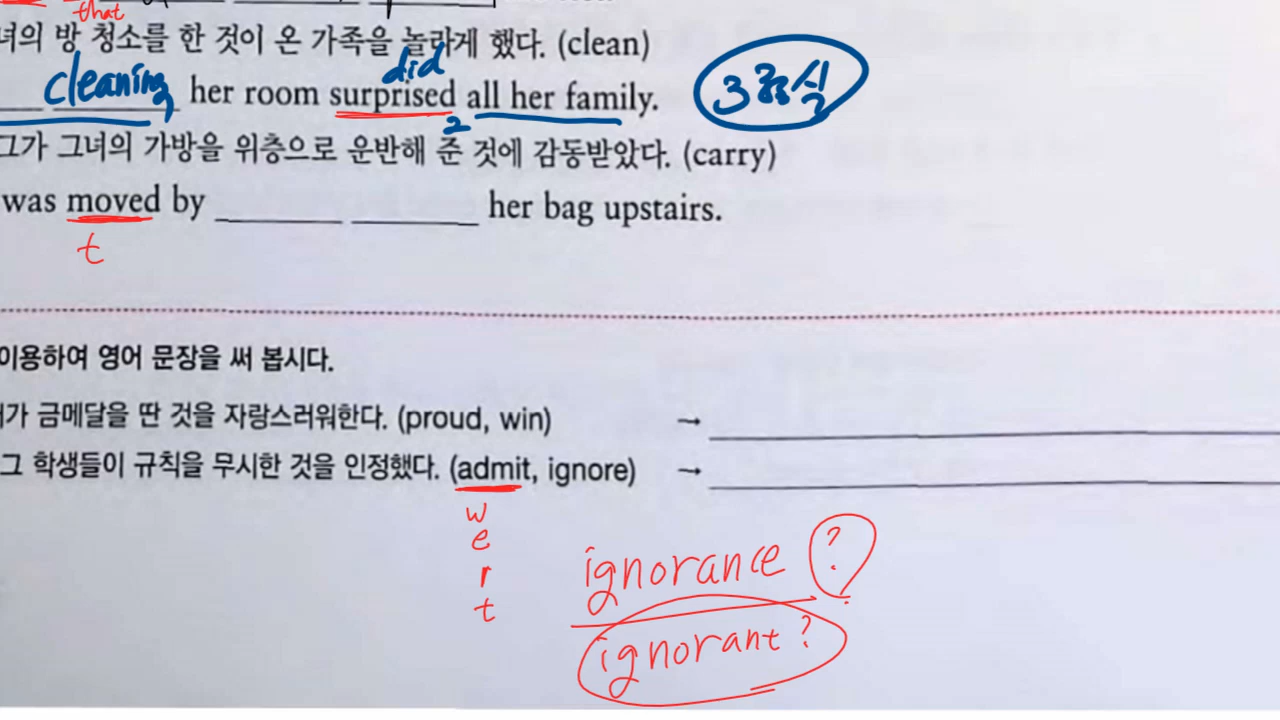 that
녀의 방 청소를 한 것이 온 가족을 놀라게 했다. (clean)
did
cleaning her room surprised all her family.
3형식
2
그가 그녀의 가방을 위층으로 운반해 준 것에 감동받았다. (carry)
was moved by ____ ____ her bag upstairs.
t
이용하여 영어 문장을 써 봅시다.
가 금메달을 딴 것을 자랑스러워한다. (proud, win) →
그 학생들이 규칙을 무시한 것을 인정했다. (admit, ignore) →
w
e
r
t
ignorance ?
ignorant ?